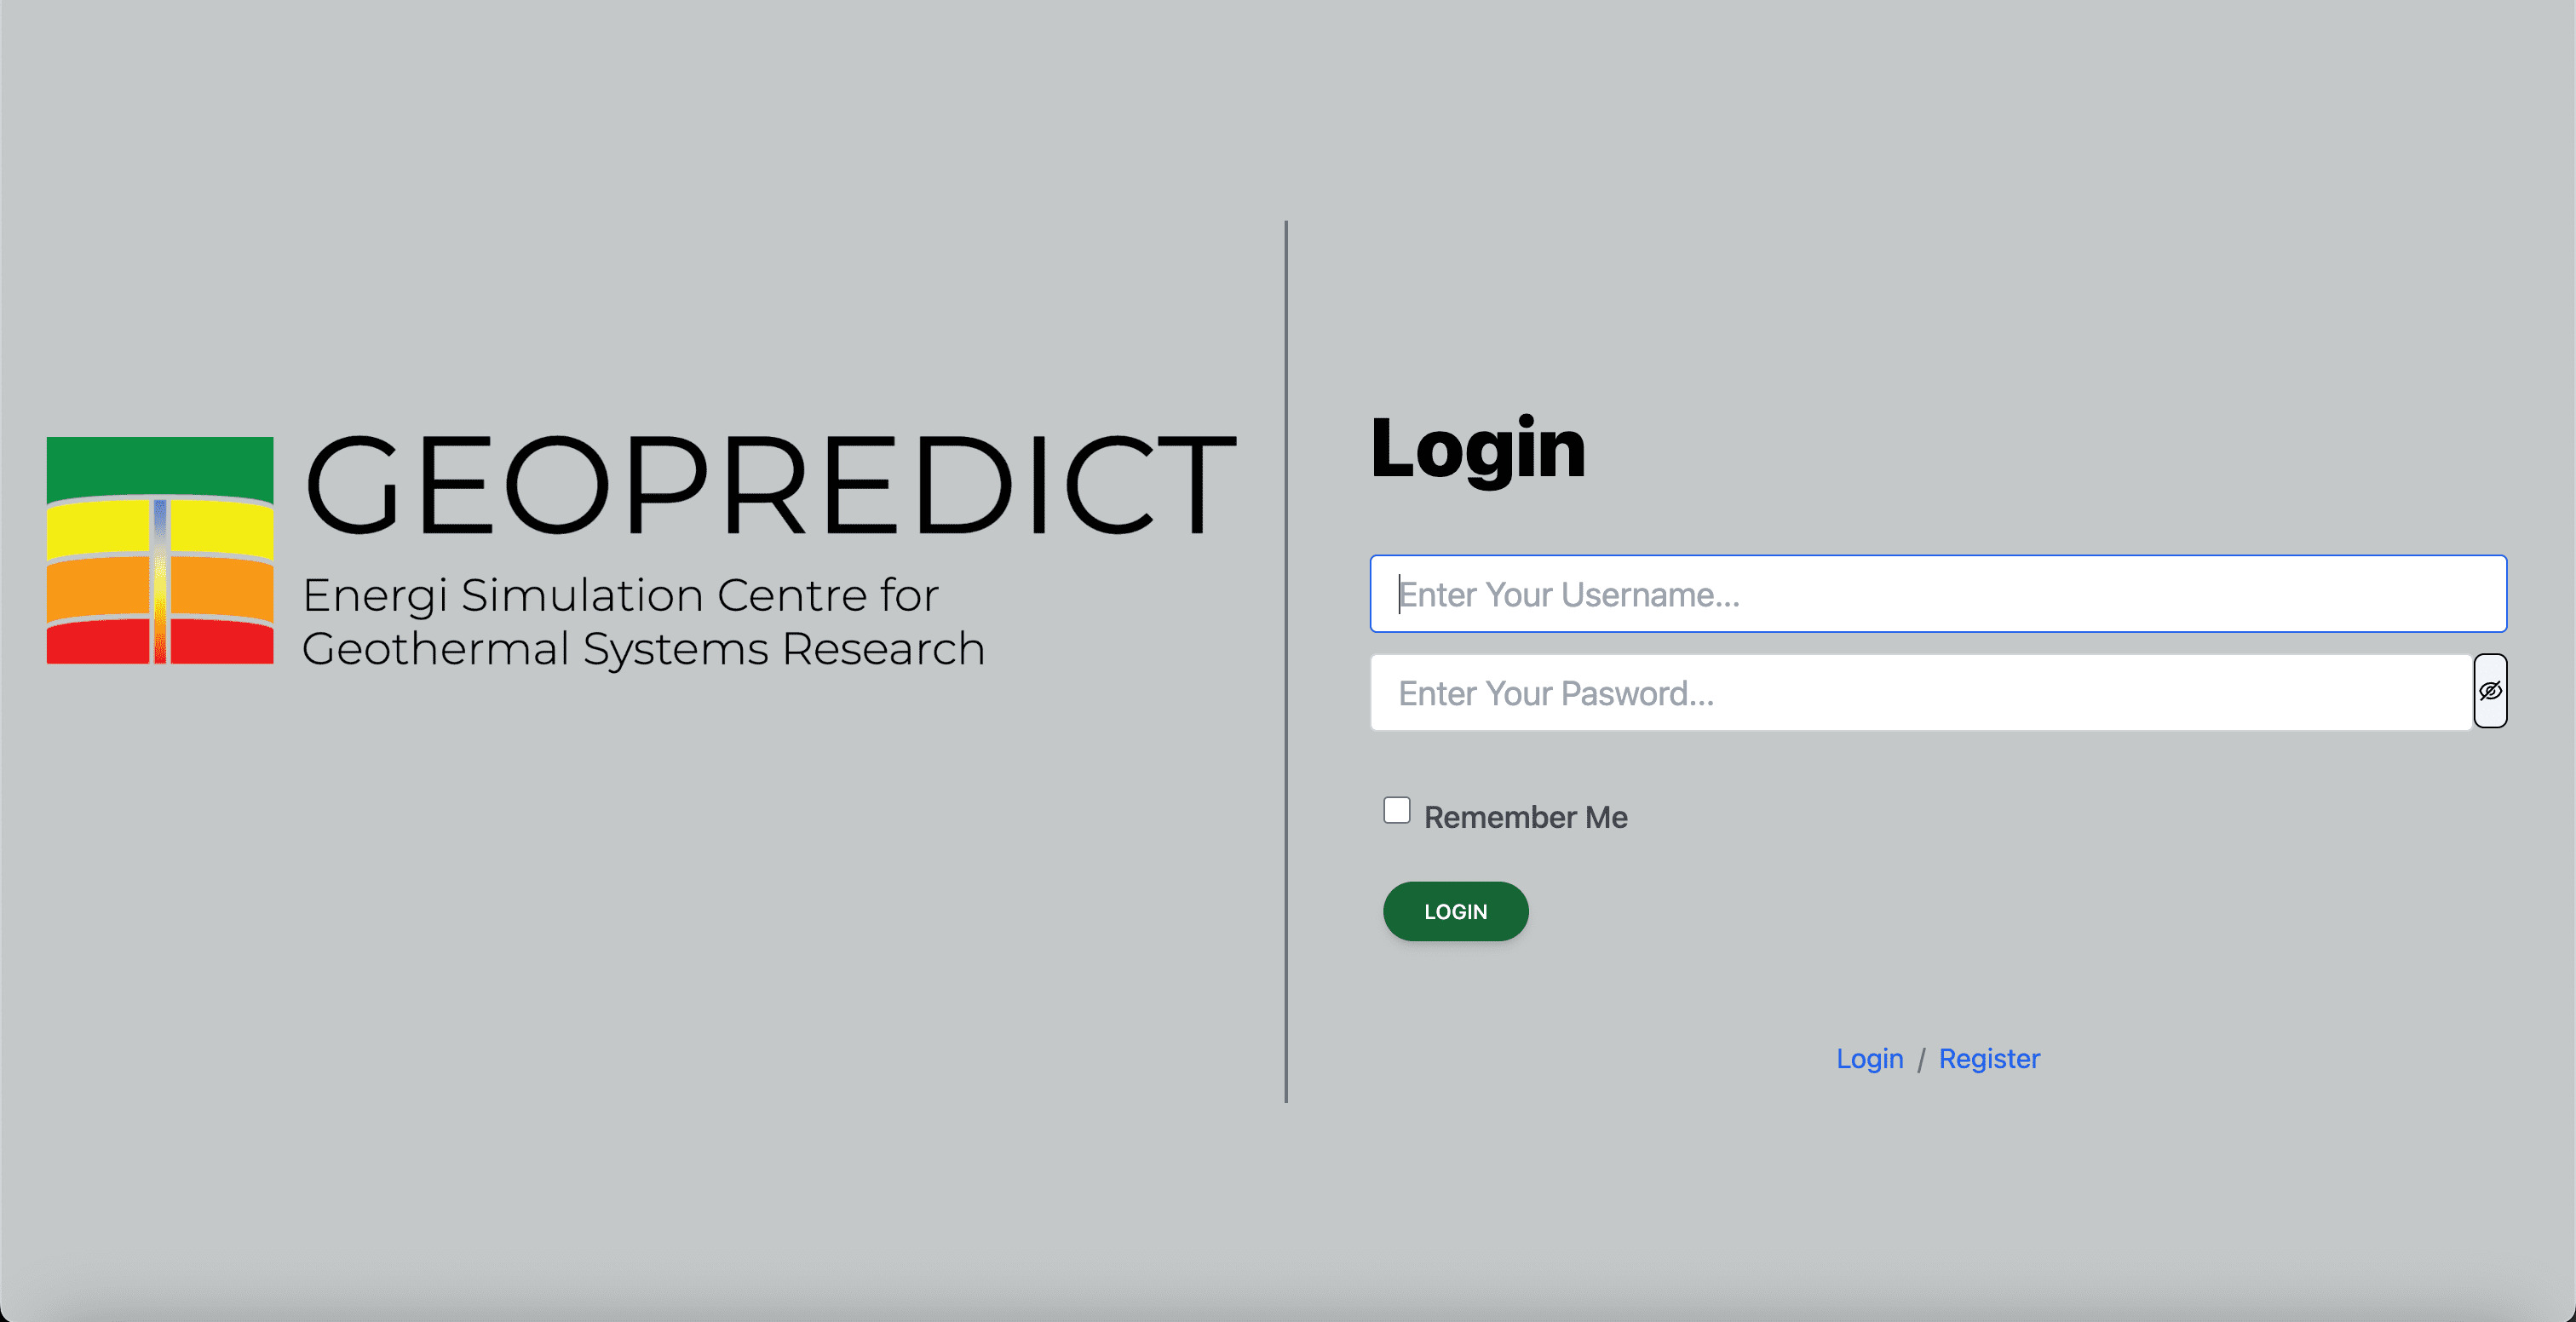 GEOPREDICT
Energi Simulation Centre for
Geothermal Systems Research
Login
Enter Your Username...
Enter Your Pasword...
Remember Me
LOGIN
Login / Register